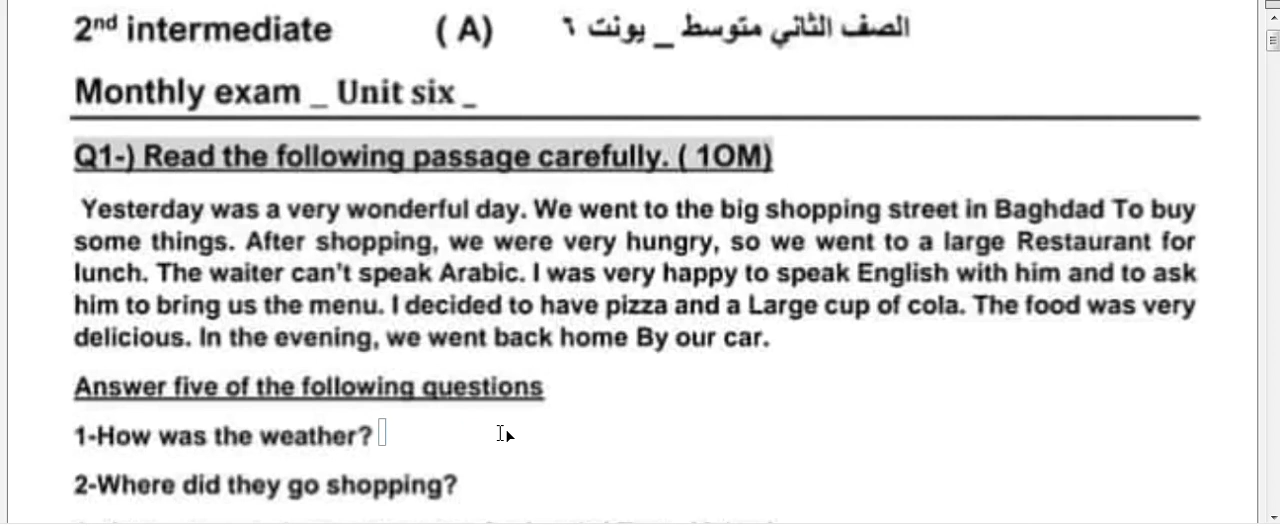 2nd intermediate ( A) الصف الثاني متوسط _ يونت ٦
Monthly exam _ Unit six _
Q1-) Read the following passage carefully. ( 1OM)
Yesterday was a very wonderful day. We went to the big shopping street in Baghdad To buy
some things. After shopping, we were very hungry, so we went to a large Restaurant for
lunch. The waiter can't speak Arabic. I was very happy to speak English with him and to ask
him to bring us the menu. I decided to have pizza and a Large cup of cola. The food was very
delicious. In the evening, we went back home By our car.
Answer five of the following questions
1-How was the weather?
2-Where did they go shopping?